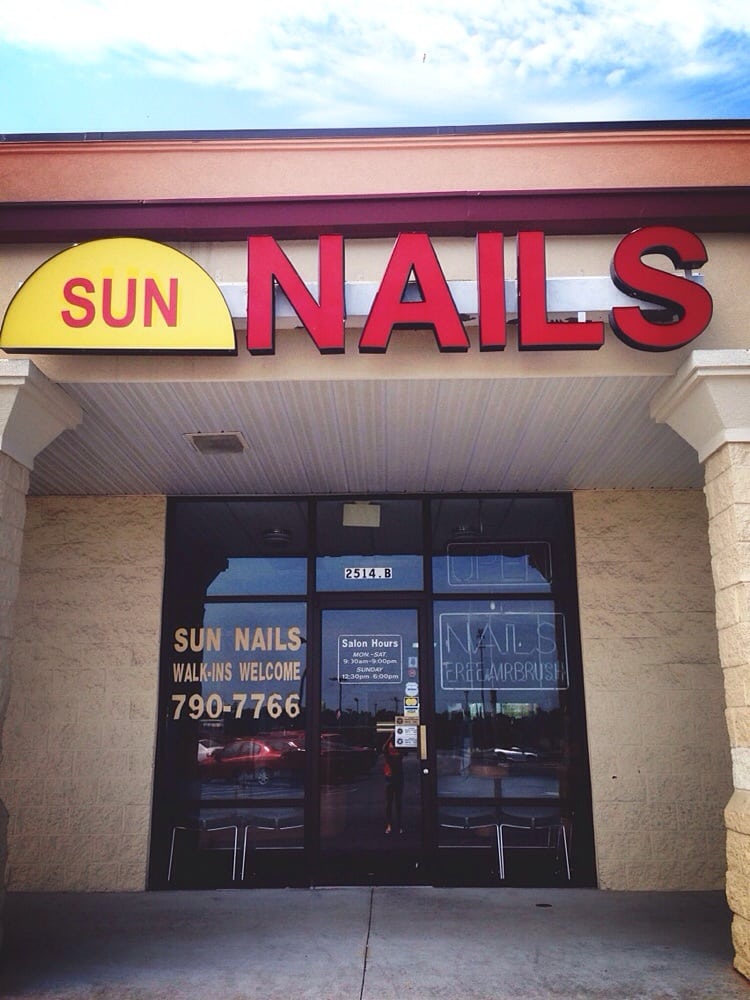 SUN NAILS
2514.B
SUN NAILS
WALK-INS WELCOME
790-7766
Salon Hours
MON.-SAT.
9:30am-9:00pm
SUNDAY
12:30pm-6:00pm
OPEN
NAILS
FREE AIRBRUSH